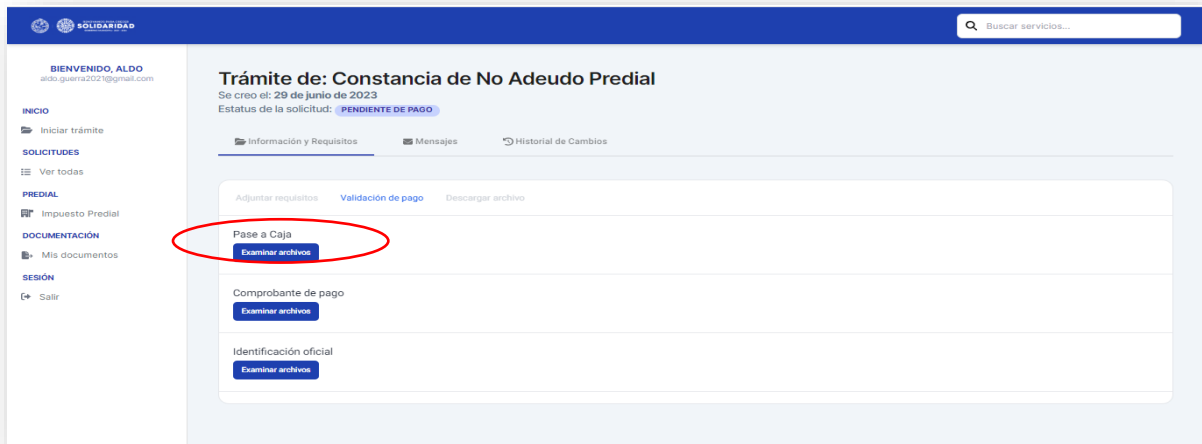 SOLIDARIDAD
Buscar servicios...
BIENVENIDO, ALDO
aldo.guerra2021@gmail.com
INICIO
Iniciar trámite
SOLICITUDES
Ver todas
PREDIAL
Impuesto Predial
DOCUMENTACIÓN
Mis documentos
SESIÓN
Salir
Trámite de: Constancia de No Adeudo Predial
Se creo el: 29 de junio de 2023
Estatus de la solicitud: PENDIENTE DE PAGO
Información y Requisitos Mensajes Historial de Cambios
Adjuntar requisitos Validación de pago Descargar archivo
Pase a Caja
Examinar archivos
Comprobante de pago
Examinar archivos
Identificación oficial
Examinar archivos